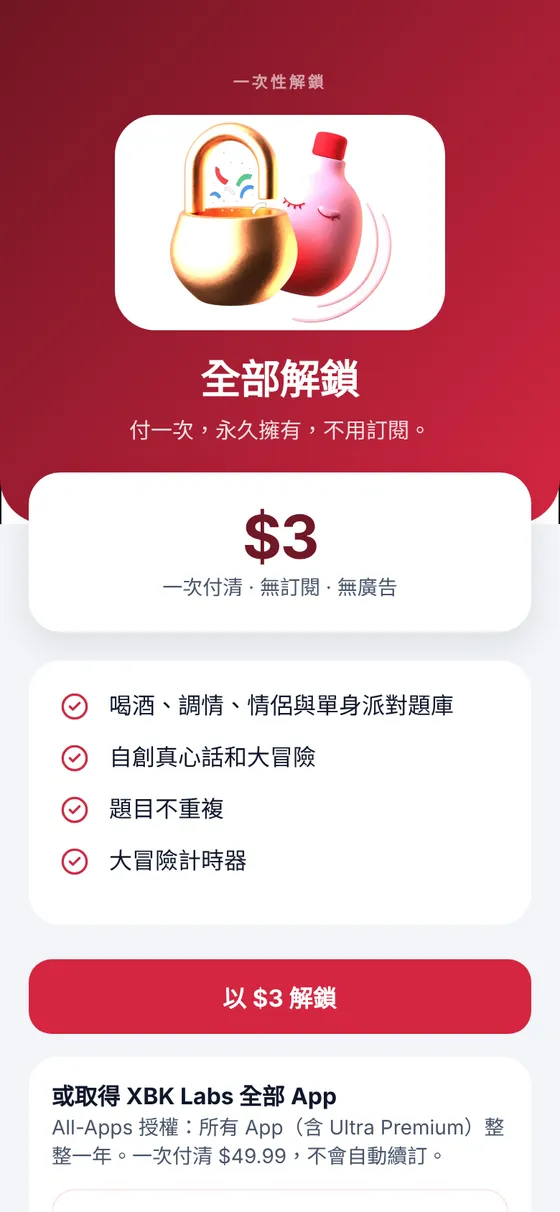 一次性解鎖
全部解鎖
付一次，永久擁有，不用訂閱。
$3
一次付清 · 無訂閱 · 無廣告
喝酒、調情、情侶與單身派對題庫
自創真心話和大冒險
題目不重複
大冒險計時器
以 $3 解鎖
或取得 XBK Labs 全部 App
All-Apps 授權：所有 App（含 Ultra Premium）整
整一年。一次付清 $49.99，不會自動續訂。